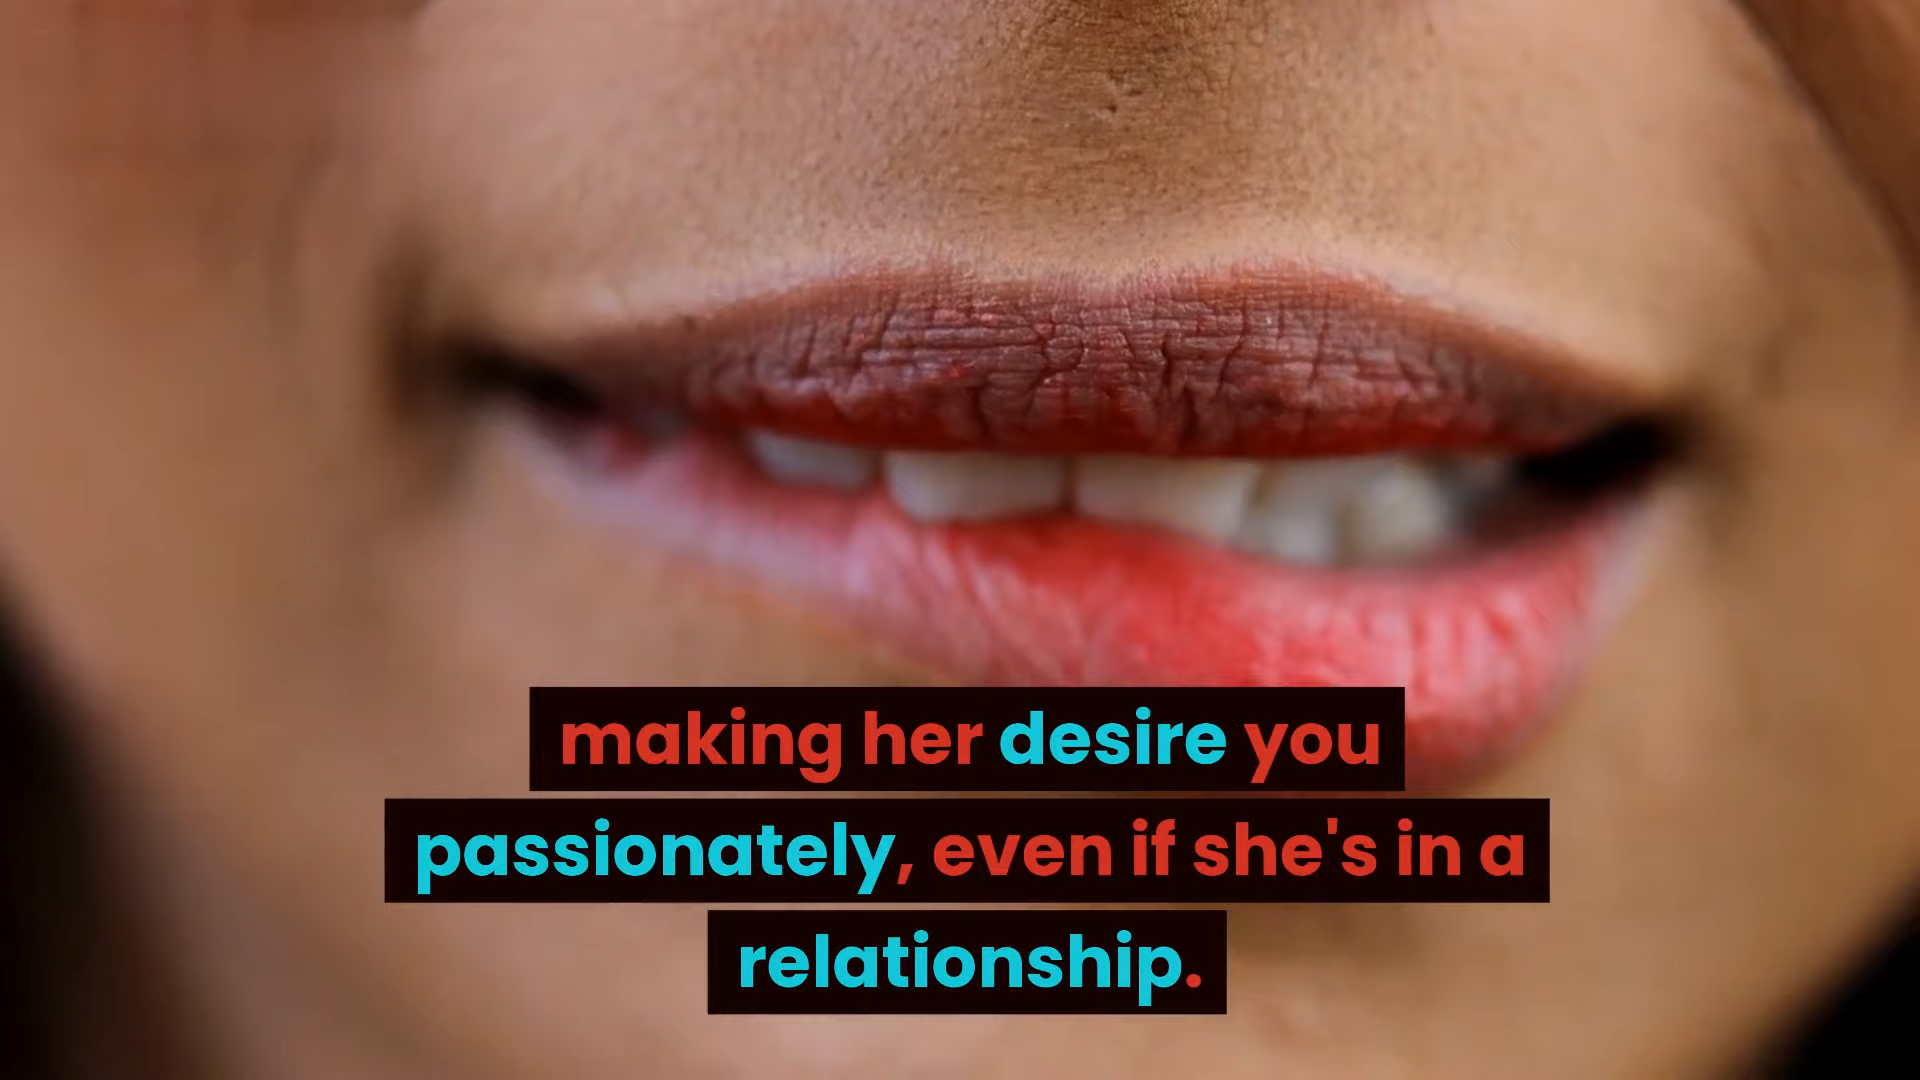 making her desire you
passionately, even if she's in a
relationship.